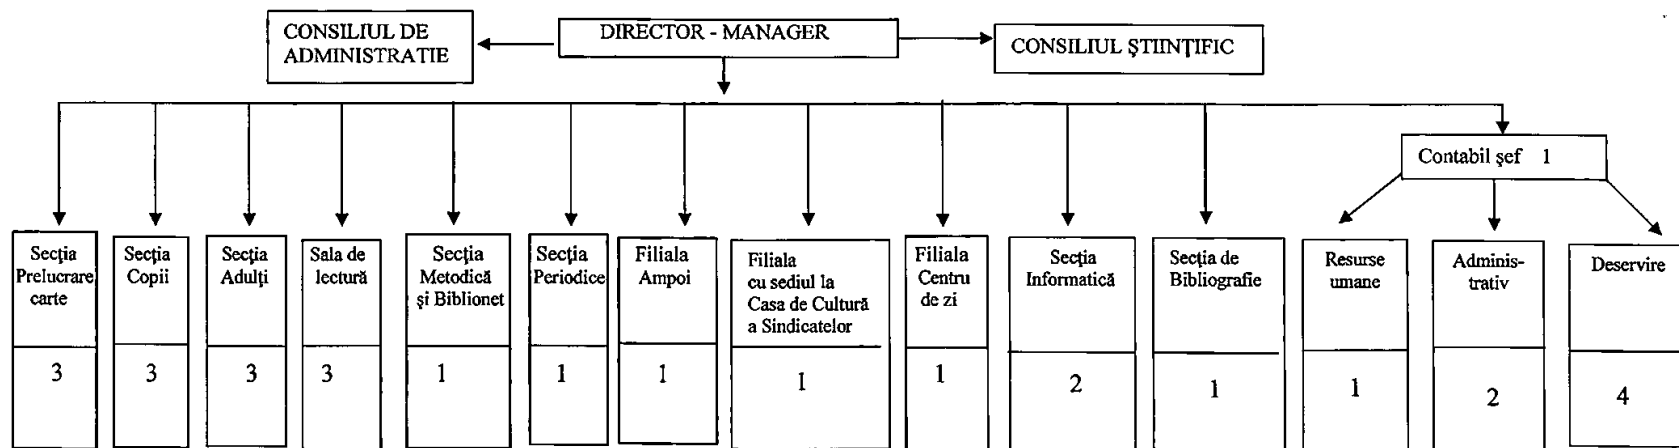 CONSILIUL DE
ADMINISTRATIE
DIRECTOR - MANAGER
CONSILIUL ŞTIINŢIFIC
Contabil şef 1
Secţia
Prelucrare
carte
3
Secţia
Copii
3
Secţia
Adulţi
3
Sala de
lectură
3
Secţia
Metodică
şi Biblionet
1
Secţia
Periodice
1
Filiala
Ampoi
1
Filiala
cu sediul la
Casa de Cultură
a Sindicatelor
1
Filiala
Centru
de zi
1
Secţia
Informatică
2
Secţia de
Bibliografie
1
Resurse
umane
1
Adminis-
trativ
2
Deservire
4